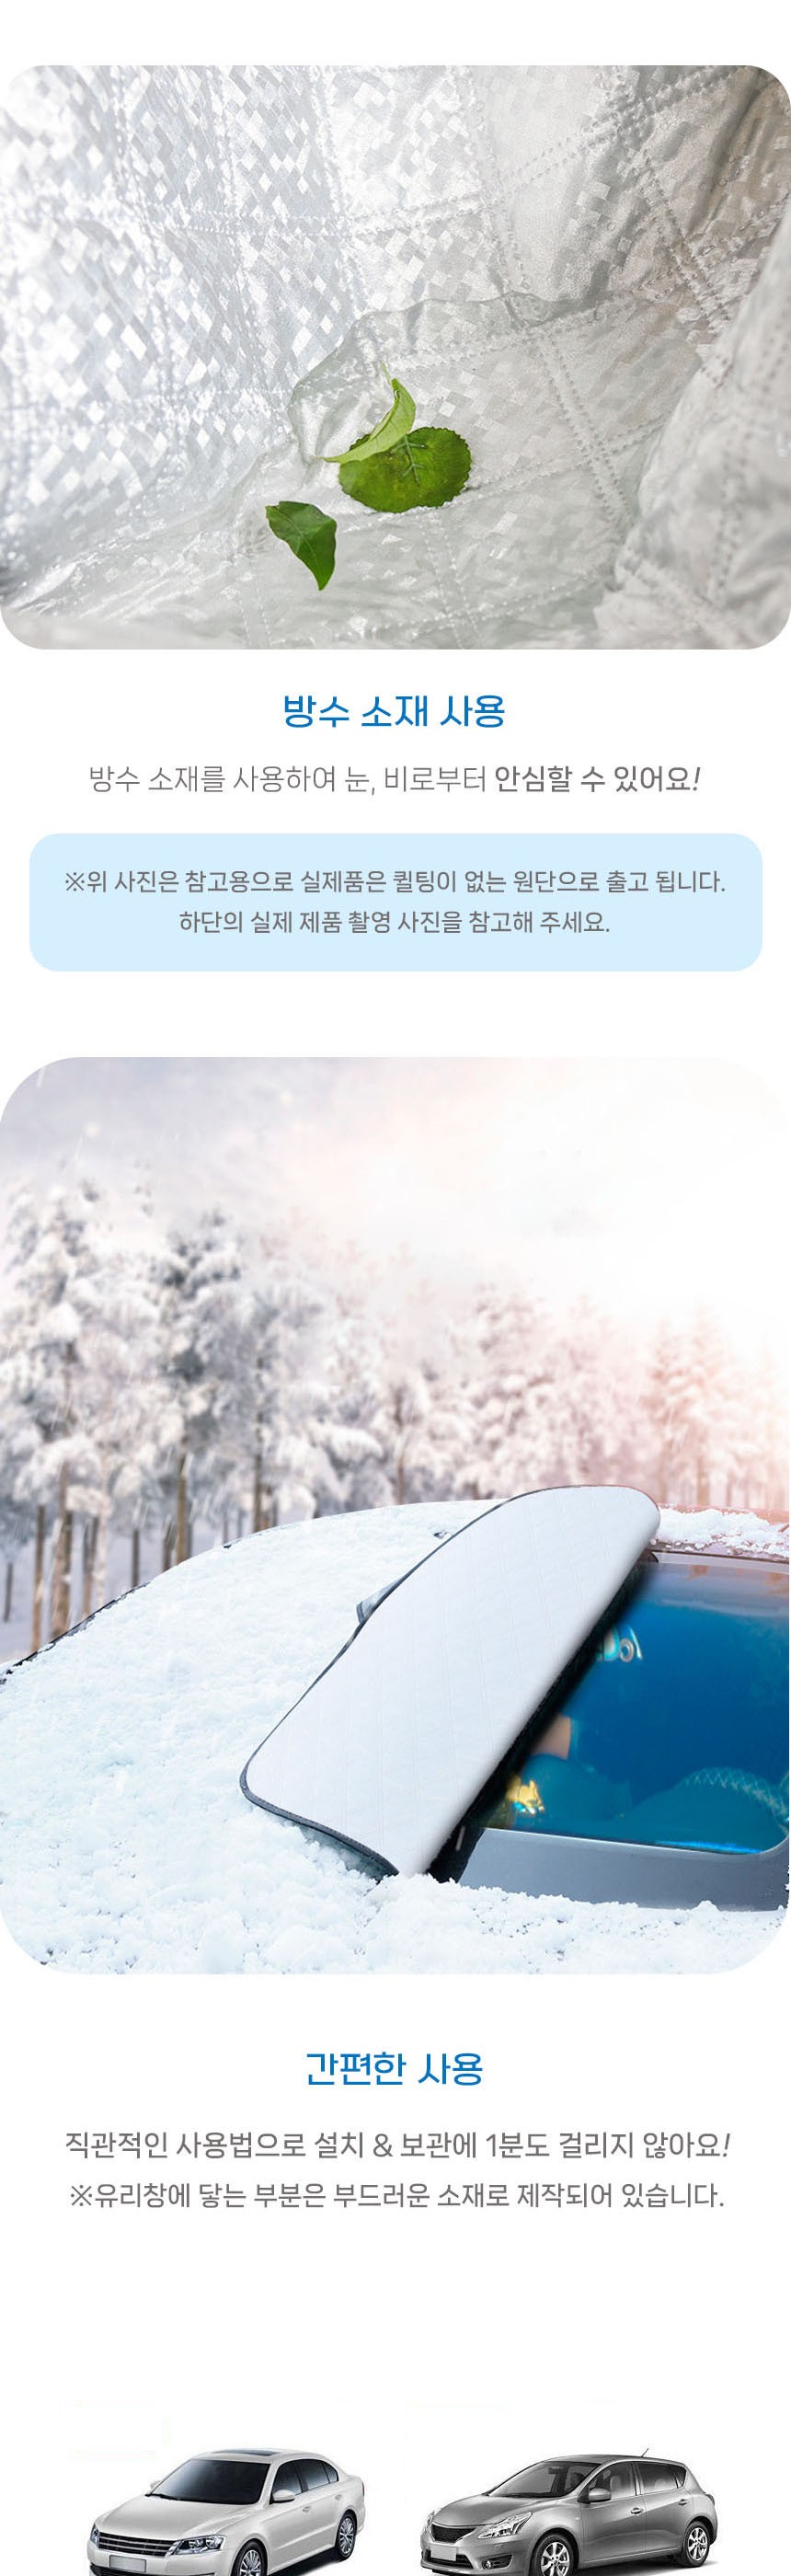 방수 소재 사용
방수 소재를 사용하여 눈, 비로부터 안심할 수 있어요!
※위 사진은 참고용으로 실제품은 퀼팅이 없는 원단으로 출고 됩니다.
하단의 실제 제품 촬영 사진을 참고해 주세요.
간편한 사용
직관적인 사용법으로 설치 & 보관에 1분도 걸리지 않아요!
※유리창에 닿는 부분은 부드러운 소재로 제작되어 있습니다.